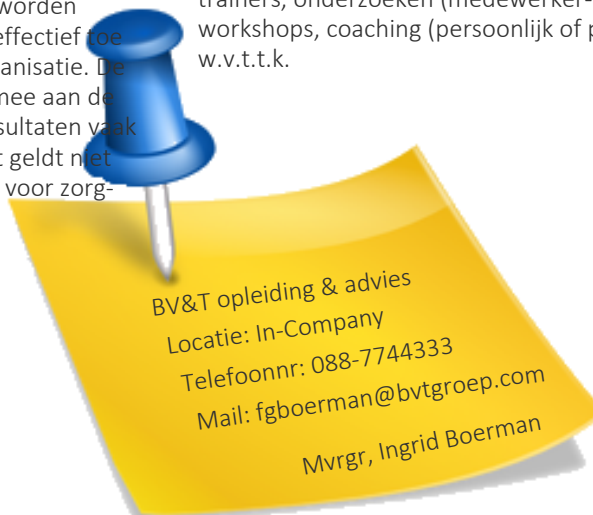 worden
effectief toe
anisatie. De
mee aan de
sultaten vaak
t geldt niet
voor zorg-
trainers, onderzoeken (medewerker-
workshops, coaching (persoonlijk of p
w.v.t.t.k.
BV&T opleiding & advies
Locatie: In-Company
Telefoonnr: 088-7744333
Mail: fgboerman@bvtgroep.com
Mvrgr, Ingrid Boerman